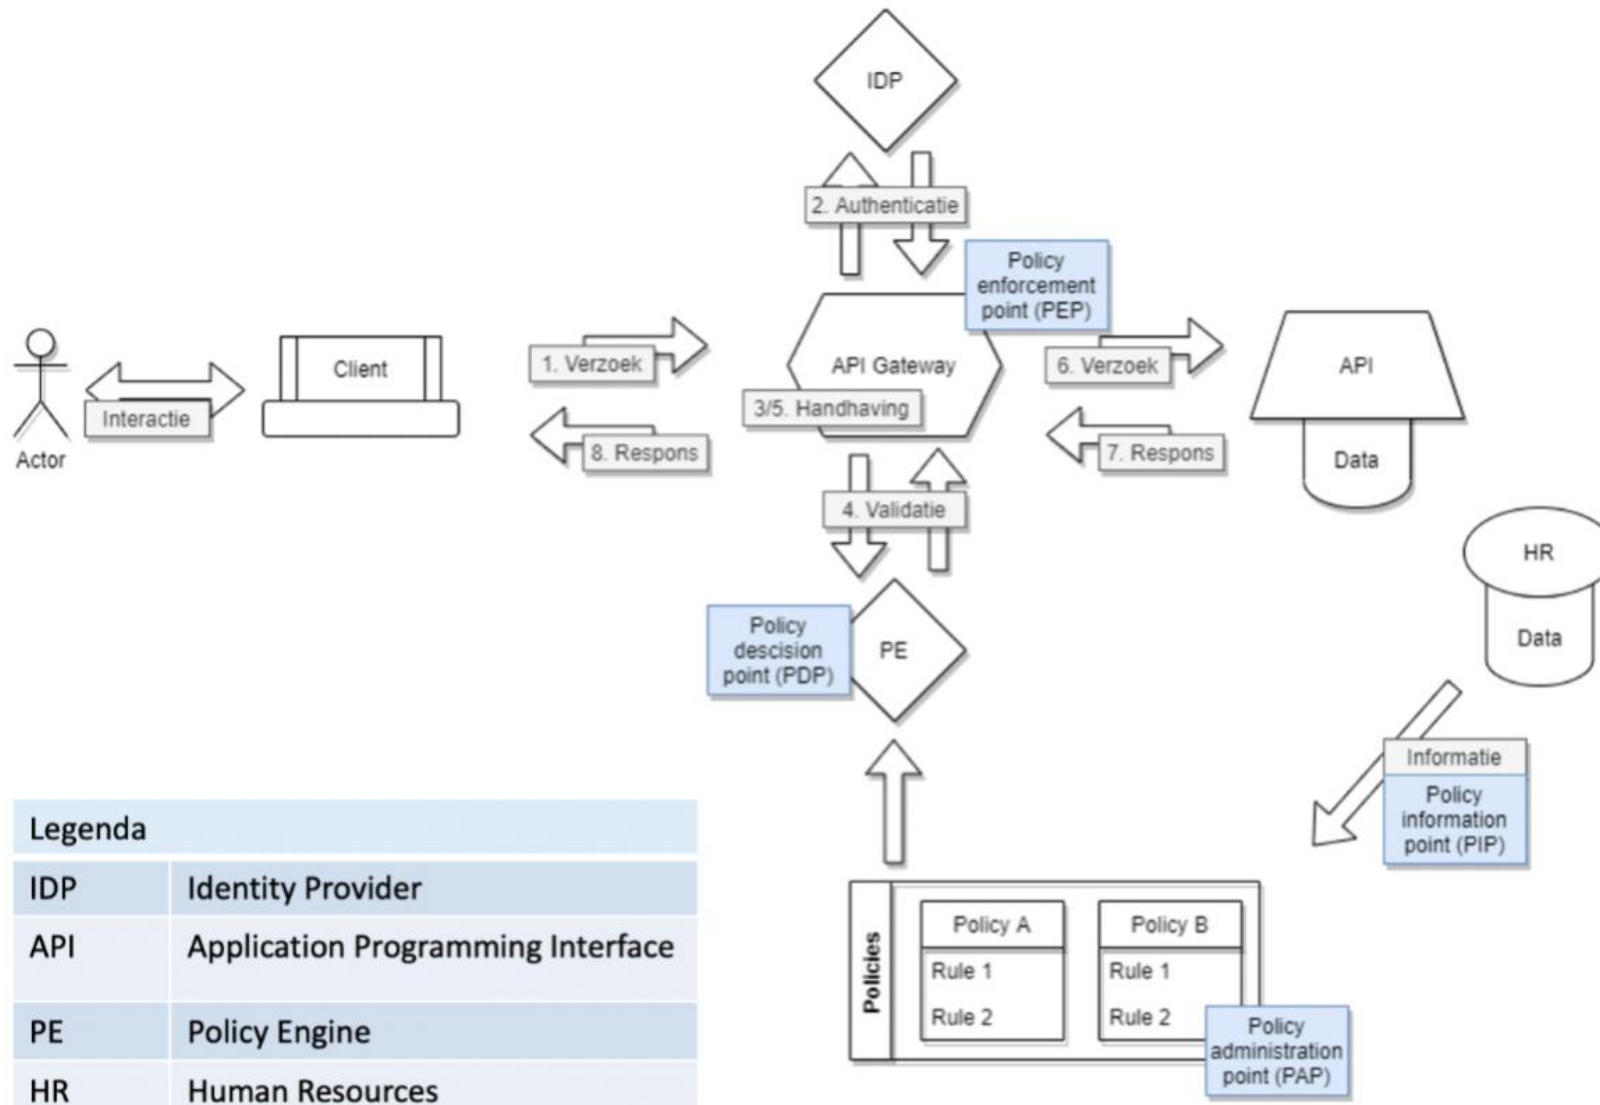 IDP
2. Authenticatie
Policy
enforcement
point (PEP)
Client
1. Verzoek
API Gateway
6. Verzoek
API
Interactie
3/5. Handhaving
Actor
8. Respons
7. Respons
Data
4. Validatie
HR
Data
Policy
descision
point (PDP)
PE
Informatie
Policy
information
point (PIP)
Policies
Policy A
Rule 1
Rule 2
Policy B
Rule 1
Rule 2
Policy
administration
point (PAP)
Legenda
IDP Identity Provider
API Application Programming Interface
PE Policy Engine
HR Human Resources